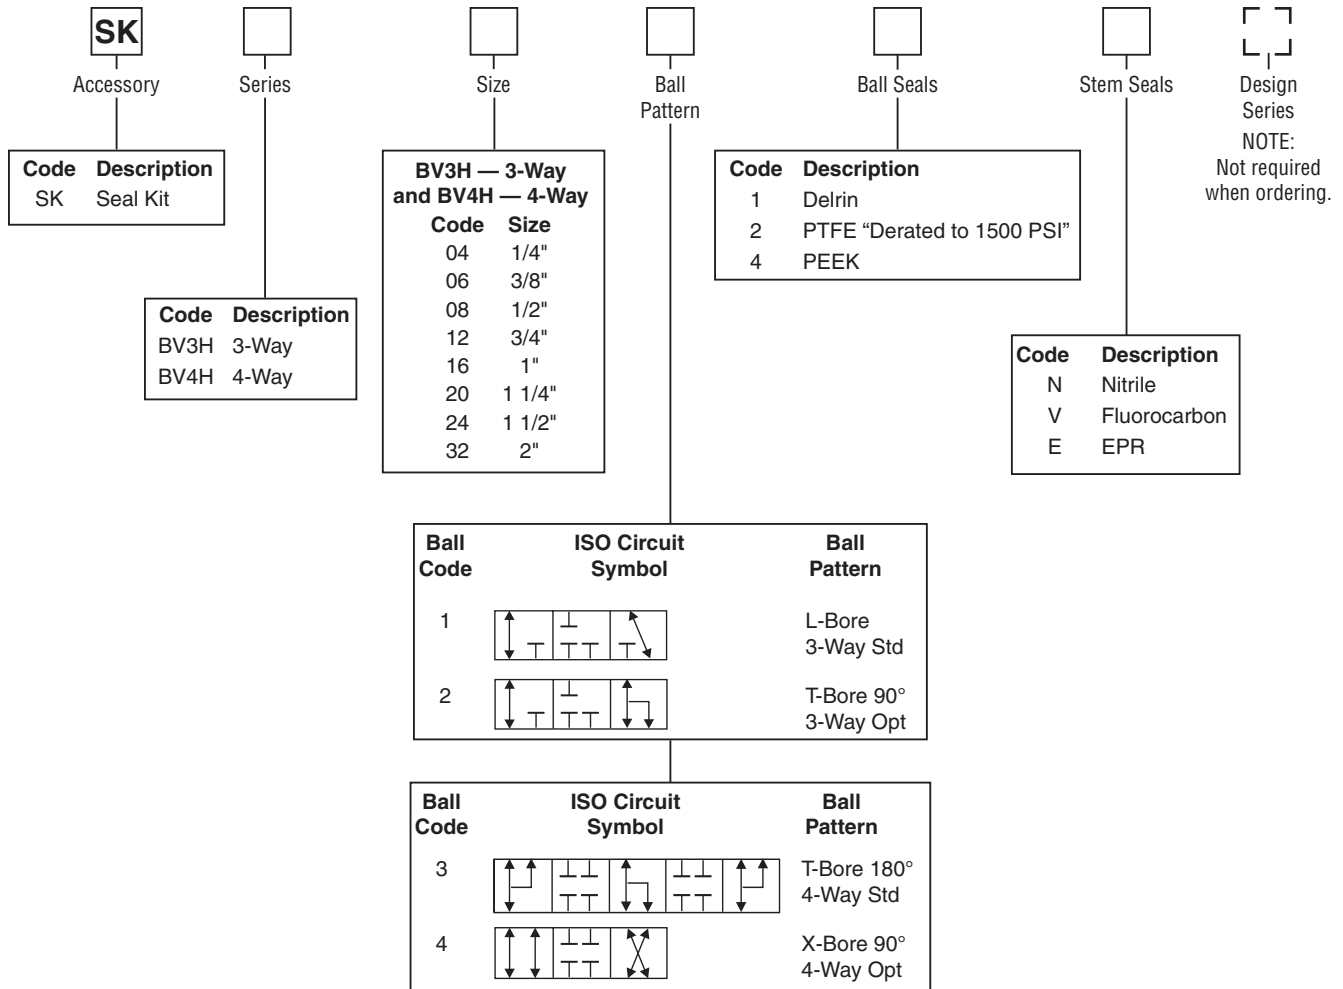 SK
Accessory
Series
Size
Ball
Pattern
Ball Seals
Stem Seals
Design
Series
NOTE:
Not required
when ordering.
Code Description
SK Seal Kit
Code Description
BV3H 3-Way
BV4H 4-Way
BV3H — 3-Way
and BV4H — 4-Way
Code Size
04 1/4"
06 3/8"
08 1/2"
12 3/4"
16 1"
20 1 1/4"
24 1 1/2"
32 2"
Code Description
1 Delrin
2 PTFE “Derated to 1500 PSI”
4 PEEK
Code Description
N Nitrile
V Fluorocarbon
E EPR
Ball Code
ISO Circuit Symbol
Ball Pattern
1
L-Bore
3-Way Std
2
T-Bore 90°
3-Way Opt
Ball Code
ISO Circuit Symbol
Ball Pattern
3
T-Bore 180°
4-Way Std
4
X-Bore 90°
4-Way Opt